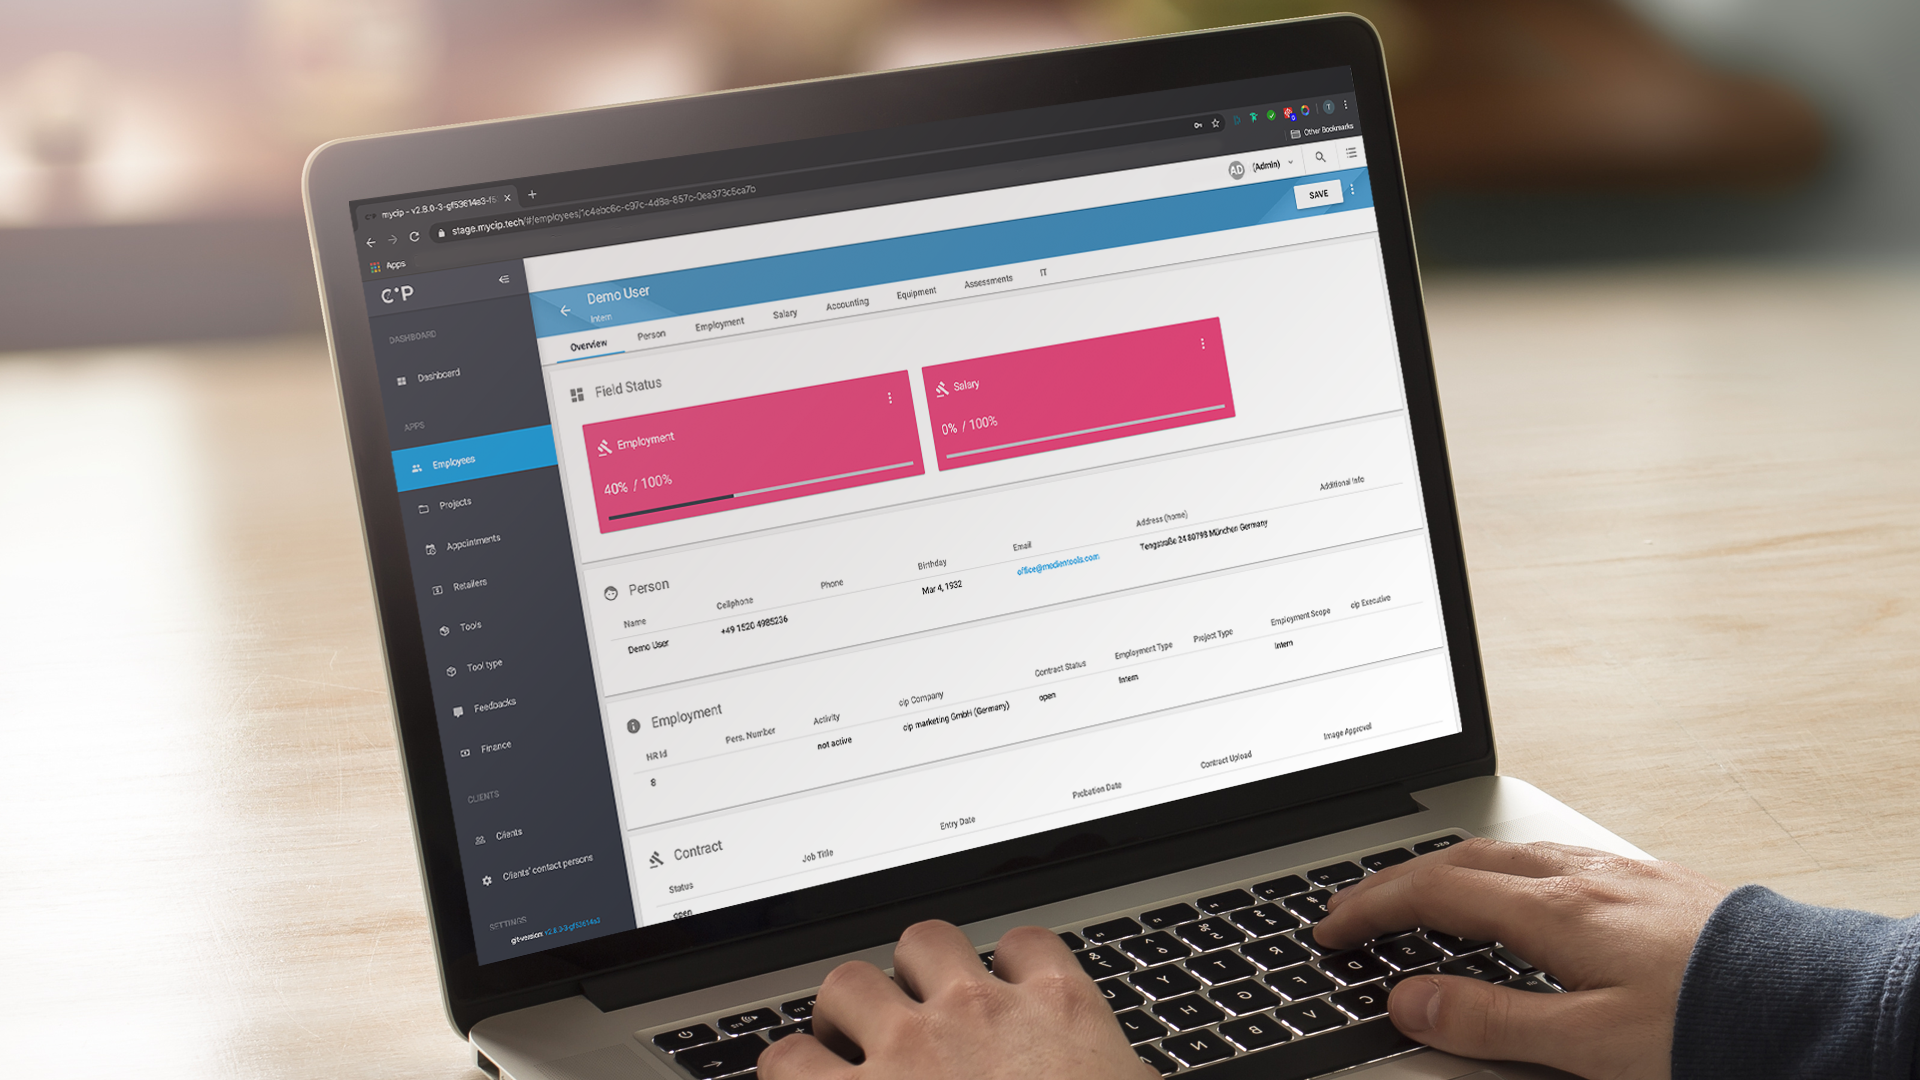 mycip - v2.8.0-3-gf53614a3-f5
stage.mycip.tech/#/employees/1c4ebc6c-c97c-4d8a-857c-0ea373c5ca7b
Apps
Other Bookmarks
CIP
AD (Admin)
Demo User
Intern
SAVE
Overview Person Employment Salary Accounting Equipment Assessments IT
DASHBOARD
Dashboard
APPS
Employees
Projects
Appointments
Retailers
Tools
Tool type
Feedbacks
Finance
CLIENTS
Clients
Clients' contact persons
SETTINGS
git-version: v2.8.0-3-gf53614a3
Field Status
Employment
40% / 100%
Salary
0% / 100%
Person
Name Cellphone Phone Birthday Email Address (home) Additional Info
Demo User +49 1520 4985236 Mar 4, 1932 office@medientools.com Tengstraße 24 80798 München Germany
Employment
HR Id Pers. Number Activity cip Company Contract Status Employment Type Project Type Employment Scope cip Executive
8 not active cip marketing GmbH (Germany) open Intern Intern
Contract
Status Job Title Entry Date Probation Date Contract Upload Image Approval
open